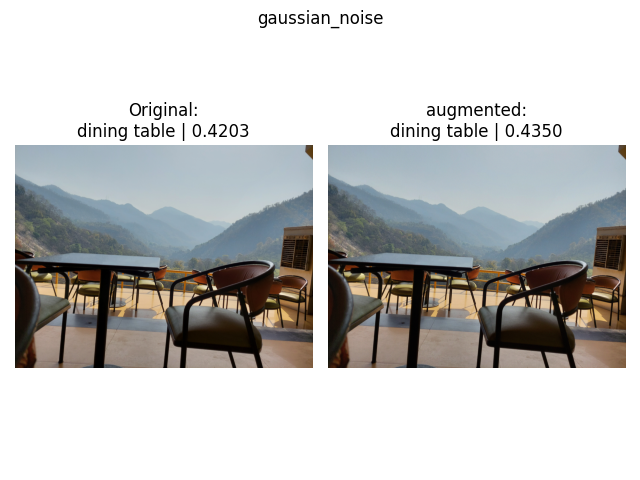 gaussian_noise
Original:
dining table | 0.4203
augmented:
dining table | 0.4350